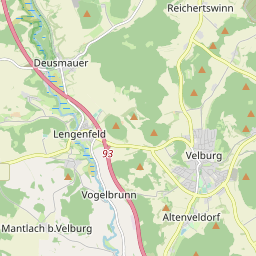 Reichertswinn
Deusmauer
Lengenfeld
93
Velburg
Vogelbrunn
Mantlach b.Velburg
Altenveldorf